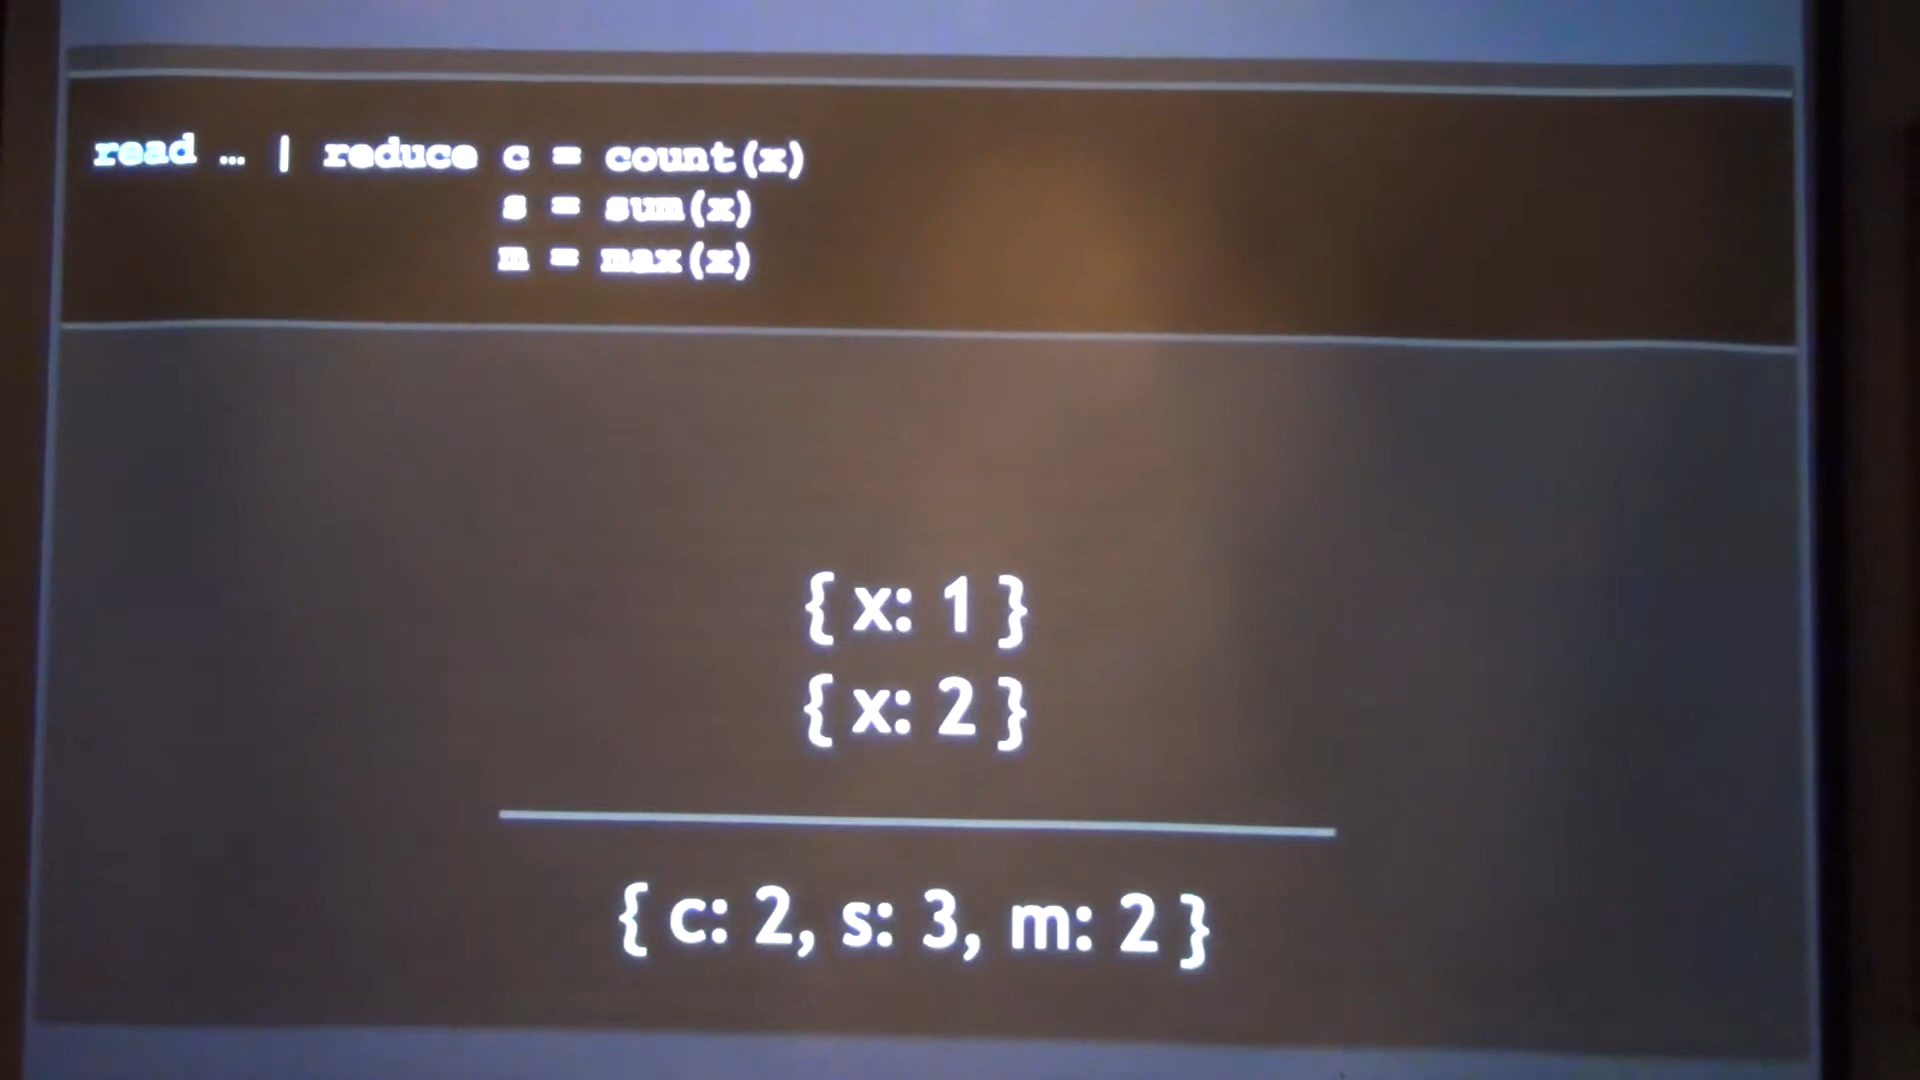 read … | reduce c = count(x)
s = sum(x)
m = max(x)
{ x: 1 }
{ x: 2 }
{ c: 2, s: 3, m: 2 }